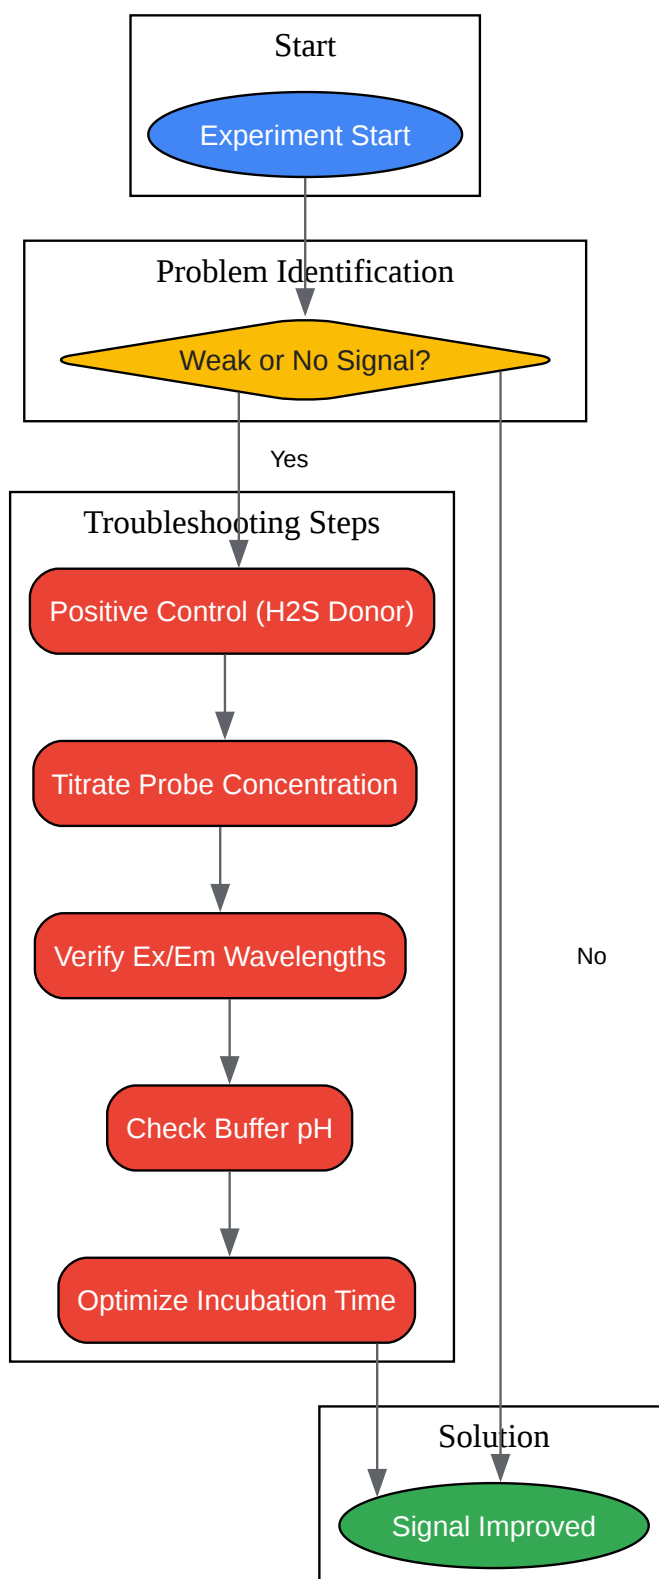 Start
Experiment Start
Problem Identification
Weak or No Signal?
Yes
Troubleshooting Steps
Positive Control (H2S Donor)
Titrate Probe Concentration
Verify Ex/Em Wavelengths
No
Check Buffer pH
Optimize Incubation Time
Solution
Signal Improved